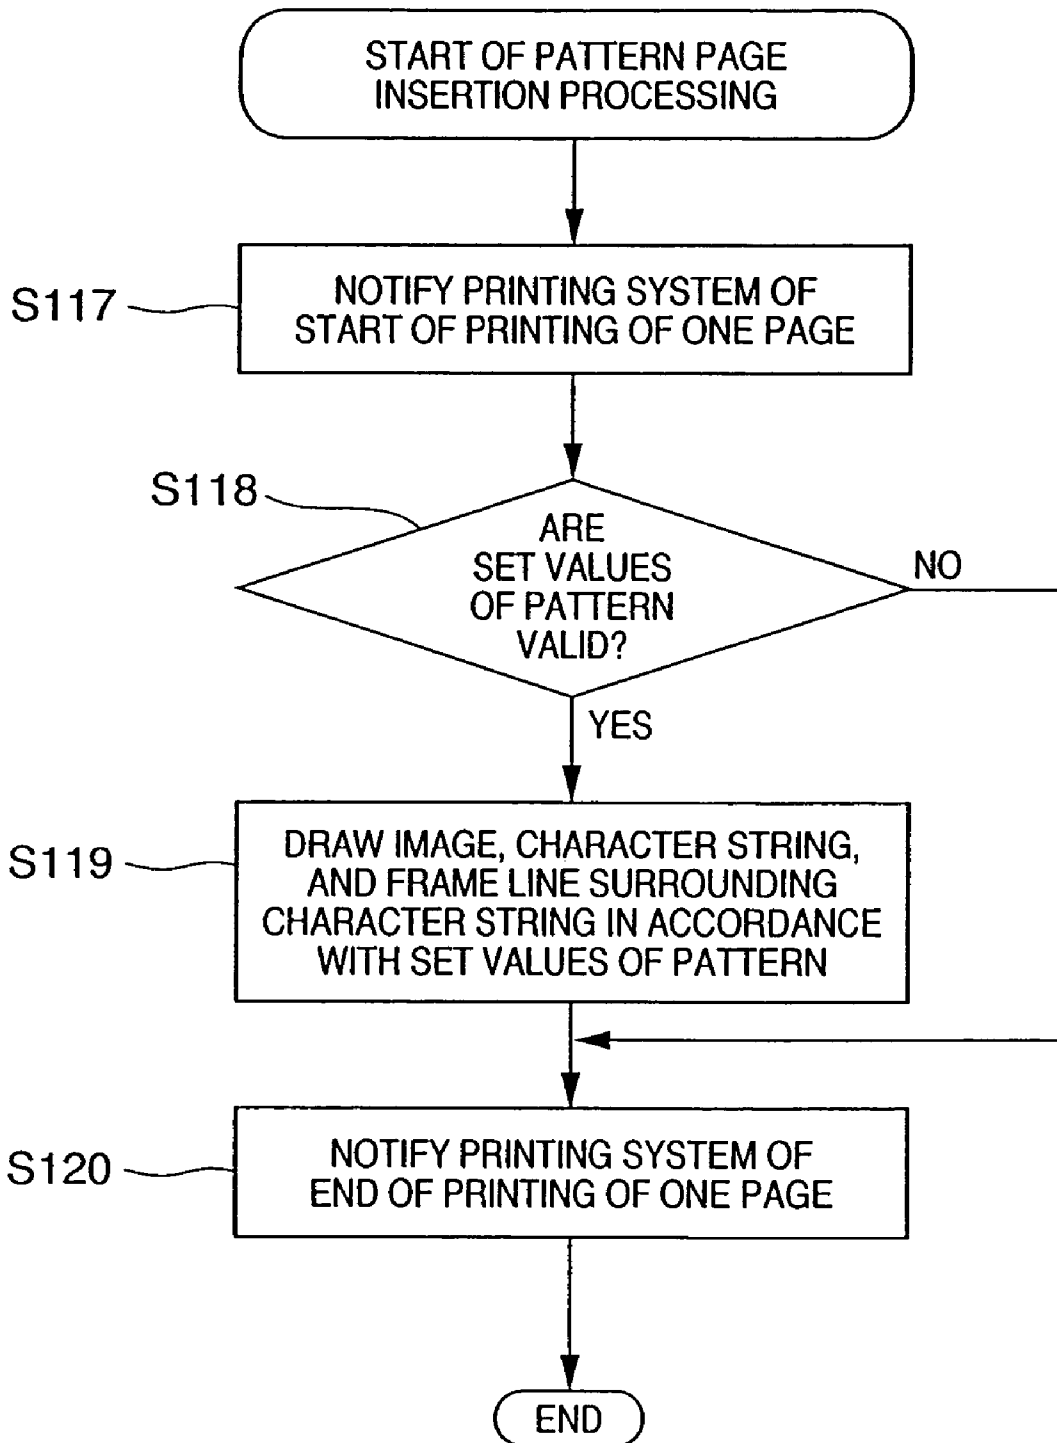 START OF PATTERN PAGE
INSERTION PROCESSING
S117
NOTIFY PRINTING SYSTEM OF
START OF PRINTING OF ONE PAGE
S118
ARE
SET VALUES
OF PATTERN
VALID?
NO
YES
S119
DRAW IMAGE, CHARACTER STRING,
AND FRAME LINE SURROUNDING
CHARACTER STRING IN ACCORDANCE
WITH SET VALUES OF PATTERN
S120
NOTIFY PRINTING SYSTEM OF
END OF PRINTING OF ONE PAGE
END